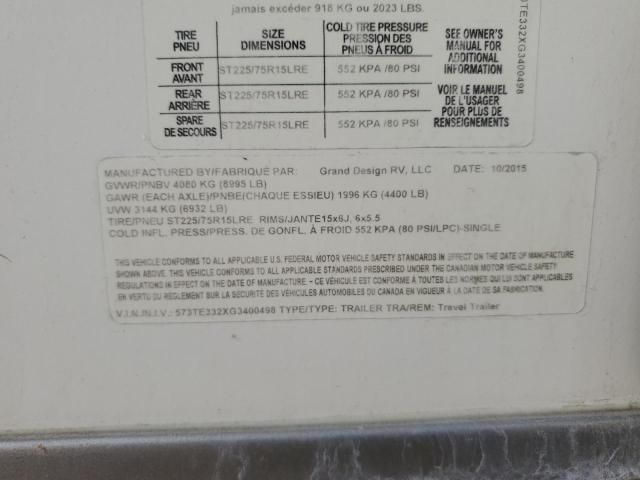 jamais excéder 918 KG ou 2023 LBS.
TIRE PNEU SIZE DIMENSIONS COLD TIRE PRESSURE PRESSION DES PNEUS À FROID
SEE OWNER'S MANUAL FOR ADDITIONAL INFORMATION
FRONT AVANT ST225/75R15LRE 552 KPA /80 PSI
REAR ARRIÈRE ST225/75R15LRE 552 KPA /80 PSI
VOIR LE MANUEL DE L'USAGER POUR PLUS DE RENSEIGNEMENTS
SPARE DE SECOURS ST225/75R15LRE 552 KPA /80 PSI
TE332XG3400498
MANUFACTURED BY/FABRIQUÉ PAR: Grand Design RV, LLC DATE: 10/2015
GVWR/PNBV 4080 KG (8995 LB)
GAWR (EACH AXLE)/PNBE(CHAQUE ESSIEU) 1996 KG (4400 LB)
UVW 3144 KG (6932 LB)
TIRE/PNEU ST225/75R15LRE RIMS/JANTE15x6J, 6x5.5
COLD INFL. PRESS/PRESS. DE GONFL. À FROID 552 KPA (80 PSI/LPC)-SINGLE
THIS VEHICLE CONFORMS TO ALL APPLICABLE U.S. FEDERAL MOTOR VEHICLE SAFETY STANDARDS IN EFFECT ON THE DATE OF MANUFACTURE
SHOWN ABOVE. THIS VEHICLE CONFORMS TO ALL APPLICABLE STANDARDS PRESCRIBED UNDER THE CANADIAN MOTOR VEHICLE SAFETY
REGULATIONS IN EFFECT ON THE DATE OF MANUFACTURE. - CE VÉHICULE EST CONFORME À TOUTES LES NORMES QUI LUI SONT APPLICABLES
EN VERTU DU RÈGLEMENT SUR LA SECURITÉ DES VÉHICULES AUTOMOBILES DU CANADA EN VIGUEUR À LA DATE DE SA FABRICATION.
V.I.N./N.I.V.: 573TE332XG3400498 TYPE/TYPE: TRAILER TRA/REM: Travel Trailer